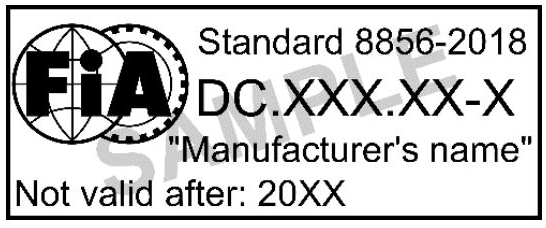 FiA
Standard 8856-2018
DC.XXX.XX-X
"Manufacturer's name"
Not valid after: 20XX
SAMPLE